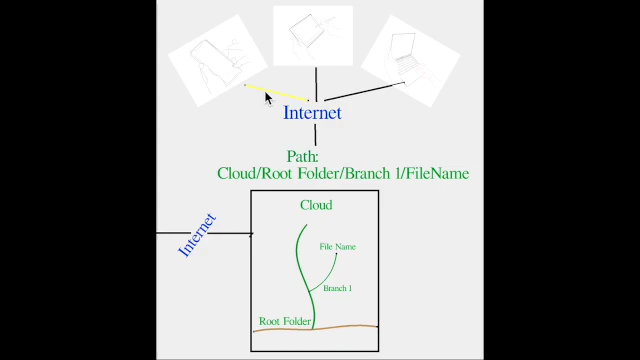 Internet
Path:
Cloud/Root Folder/Branch 1/FileName
Cloud
Internet
File Name
Branch 1
Root Folder